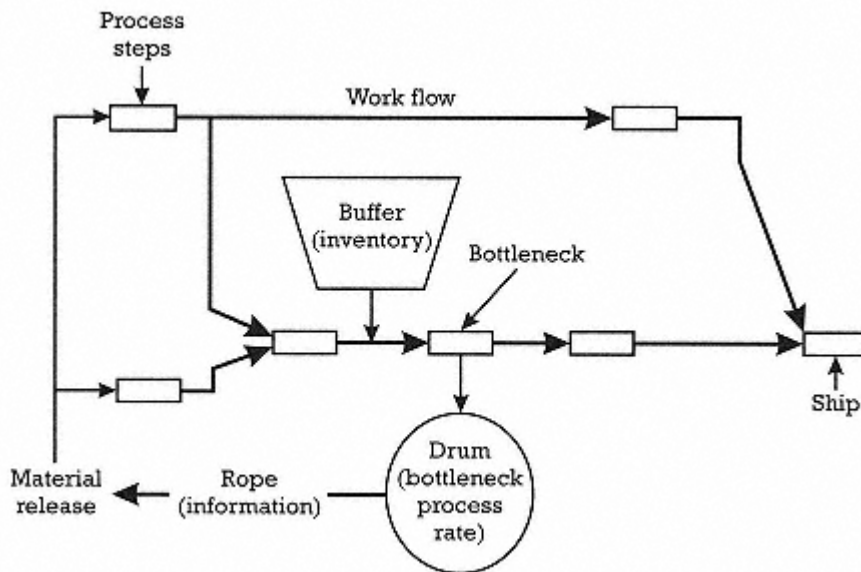 Process
steps
Work flow
Buffer
(inventory)
Bottleneck
Ship
Material
release
Rope
(information)
Drum
(bottleneck
process
rate)